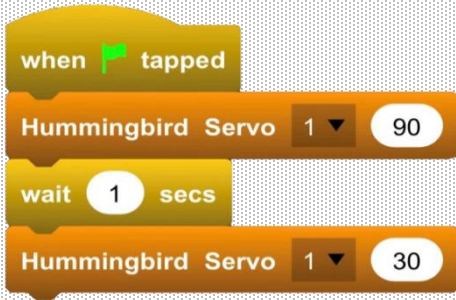 when tapped
Hummingbird Servo 1 90
wait 1 secs
Hummingbird Servo 1 30